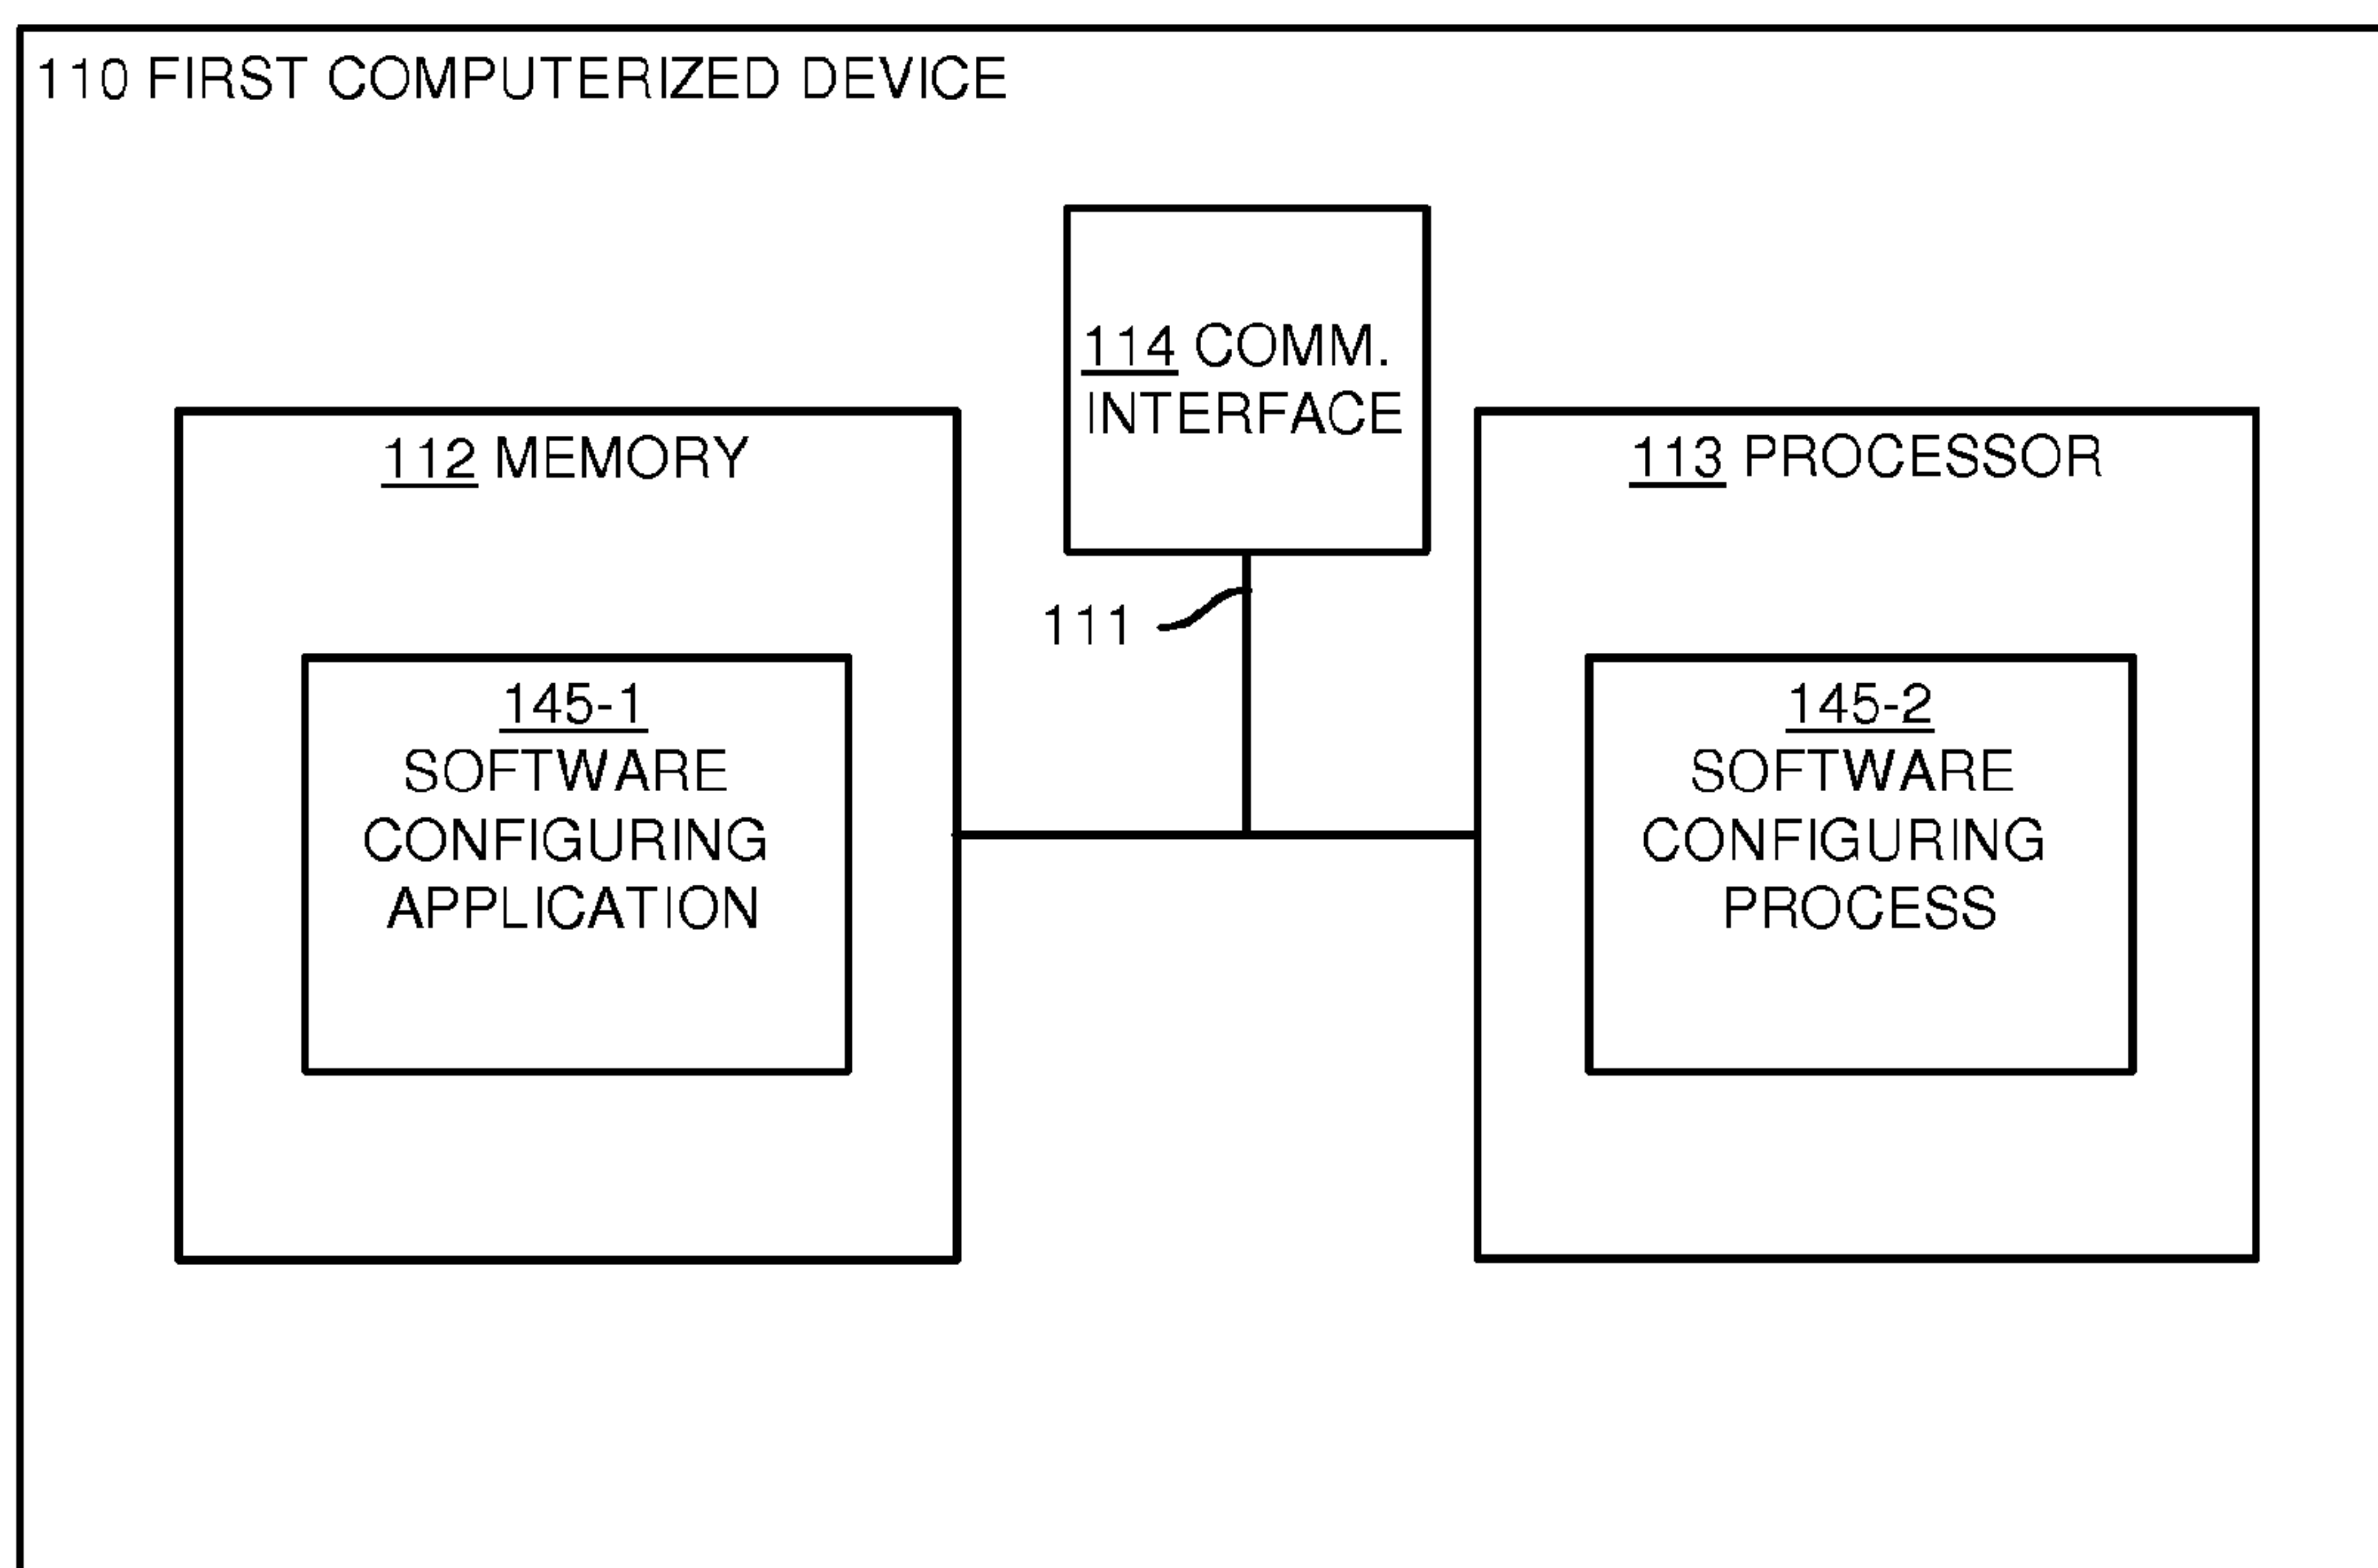 110 FIRST COMPUTERIZED DEVICE
114 COMM.
INTERFACE
112 MEMORY
113 PROCESSOR
111
145-1
SOFTWARE
CONFIGURING
APPLICATION
145-2
SOFTWARE
CONFIGURING
PROCESS